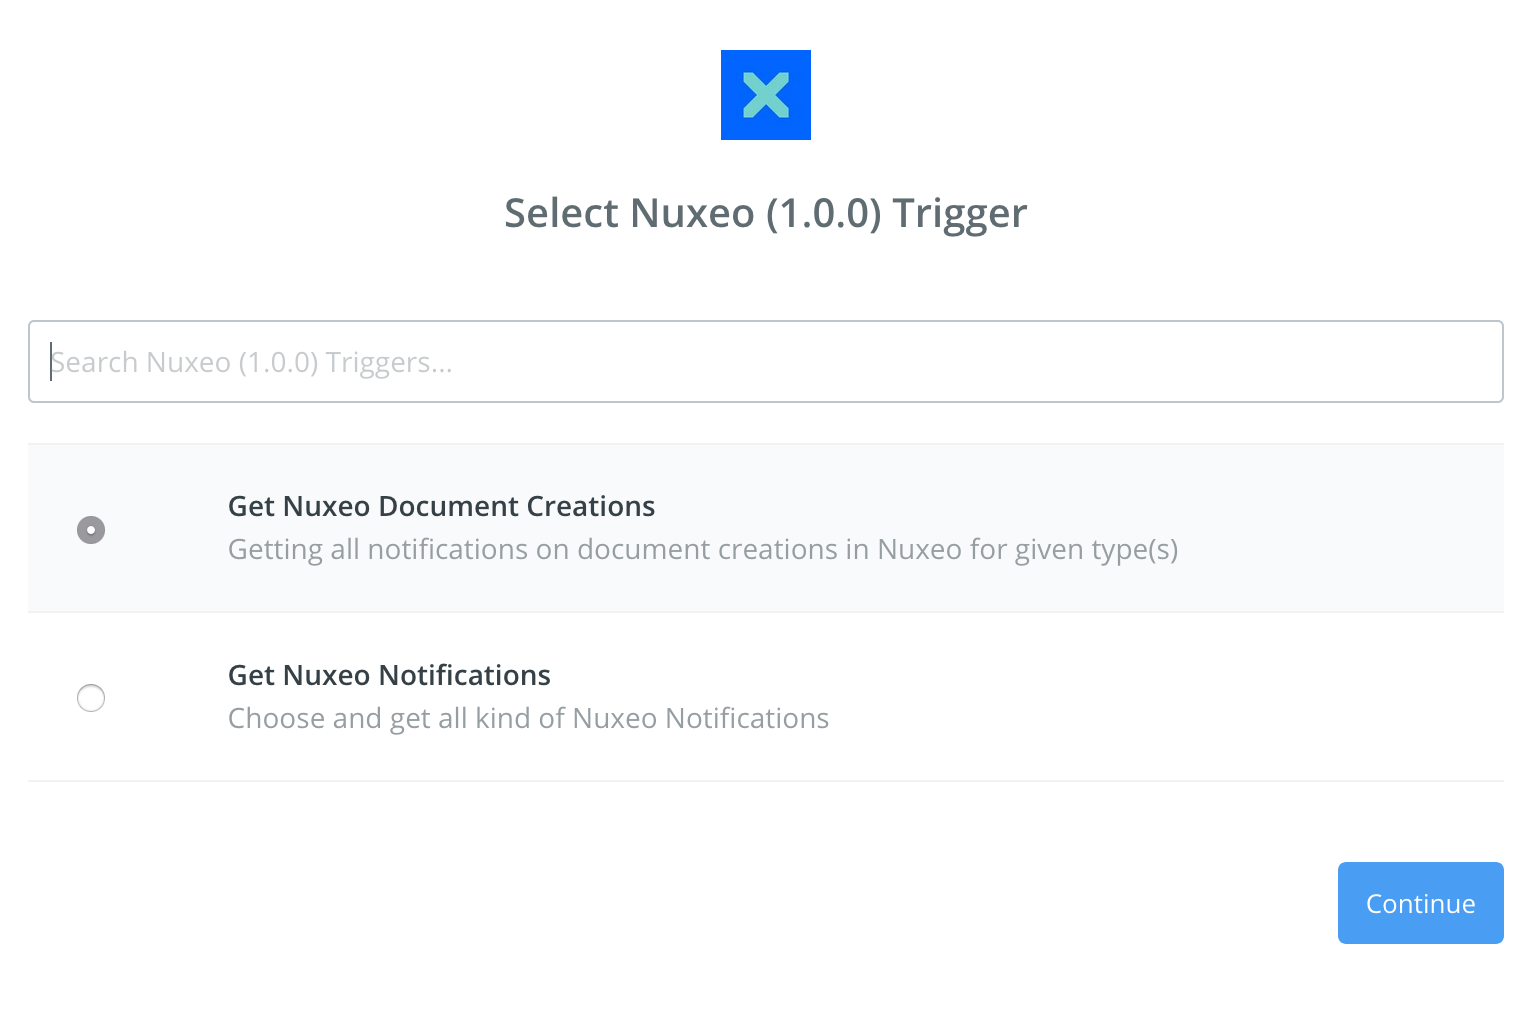 Select Nuxeo (1.0.0) Trigger
Search Nuxeo (1.0.0) Triggers...
Get Nuxeo Document Creations
Getting all notifications on document creations in Nuxeo for given type(s)
Get Nuxeo Notifications
Choose and get all kind of Nuxeo Notifications
Continue